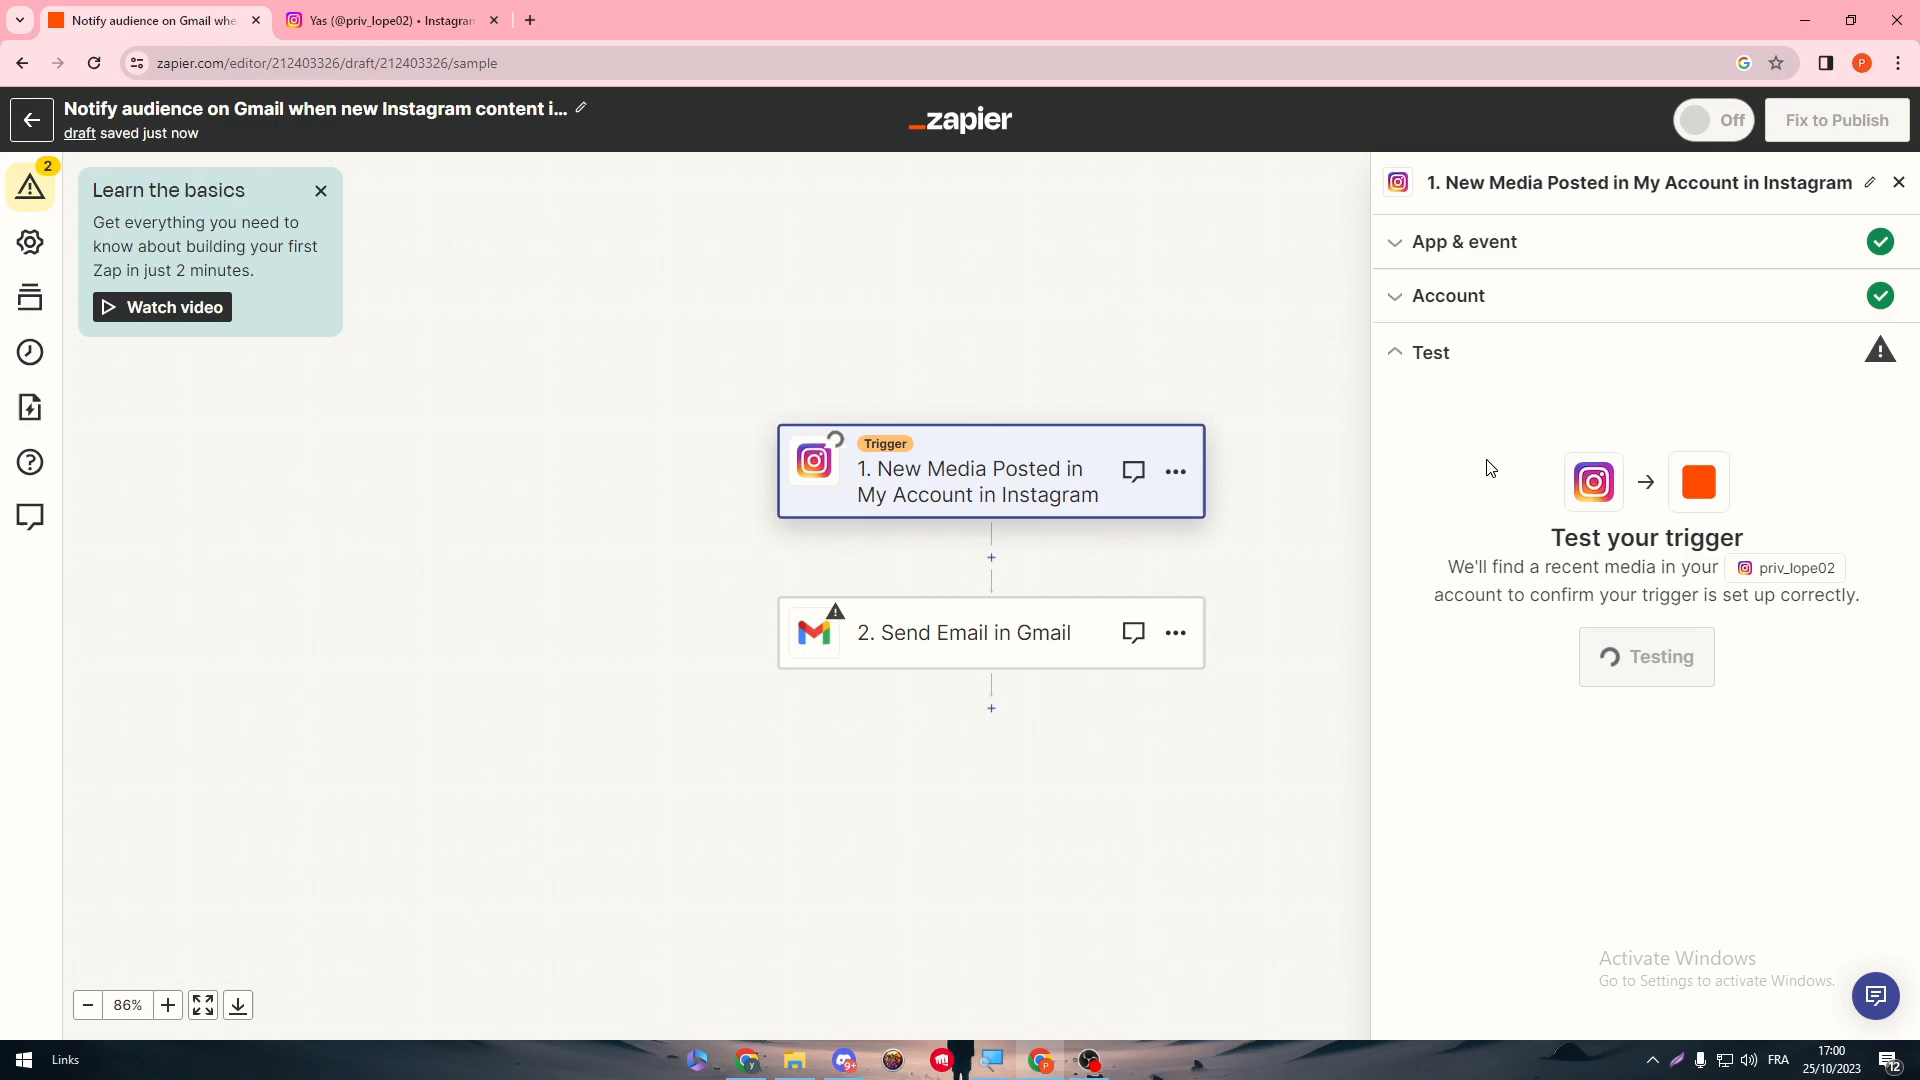 Notify audience on Gmail whe
Yas (@priv_lope02) • Instagram
zapier.com/editor/212403326/draft/212403326/sample
P
Notify audience on Gmail when new Instagram content i...
draft saved just now
_zapier
Off
Fix to Publish
2
Learn the basics
Get everything you need to
know about building your first
Zap in just 2 minutes.
Watch video
Trigger
1. New Media Posted in
My Account in Instagram
2. Send Email in Gmail
1. New Media Posted in My Account in Instagram
App & event
Account
Test
Test your trigger
We'll find a recent media in your priv_lope02
account to confirm your trigger is set up correctly.
Testing
Activate Windows
Go to Settings to activate Windows.
86%
Links
9+
FRA
17:00
25/10/2023
12